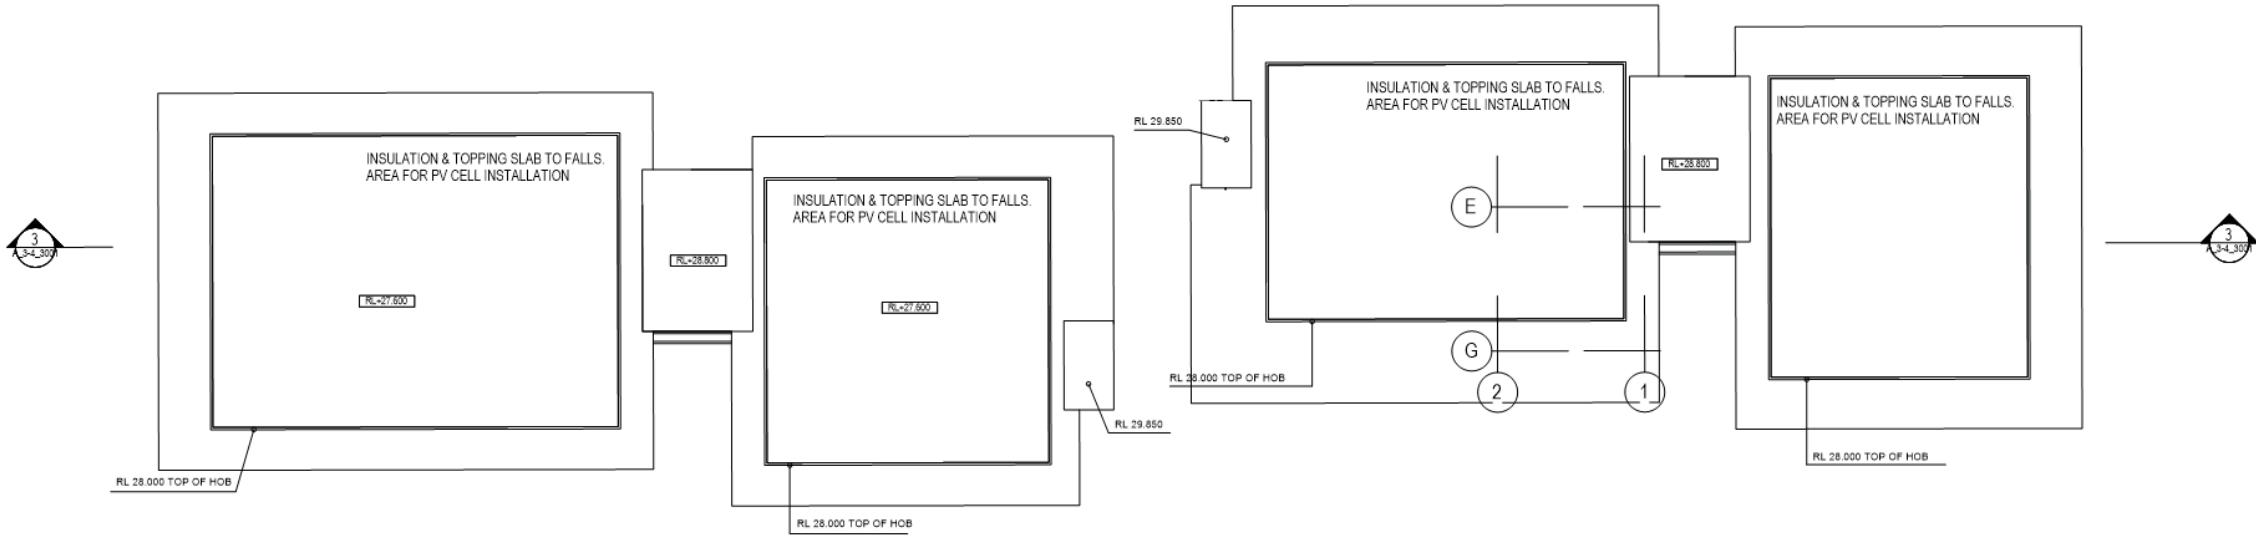 INSULATION & TOPPING SLAB TO FALLS.
AREA FOR PV CELL INSTALLATION
RL+27.600
RL 28.000 TOP OF HOB
3
A_3-4_3001
RL+28.800
INSULATION & TOPPING SLAB TO FALLS.
AREA FOR PV CELL INSTALLATION
RL+27.600
RL 28.000 TOP OF HOB
RL 29.850
RL 29.850
INSULATION & TOPPING SLAB TO FALLS.
AREA FOR PV CELL INSTALLATION
E
G
2
1
RL 28.000 TOP OF HOB
RL+28.800
INSULATION & TOPPING SLAB TO FALLS.
AREA FOR PV CELL INSTALLATION
RL 28.000 TOP OF HOB
3
A_3-4_3001